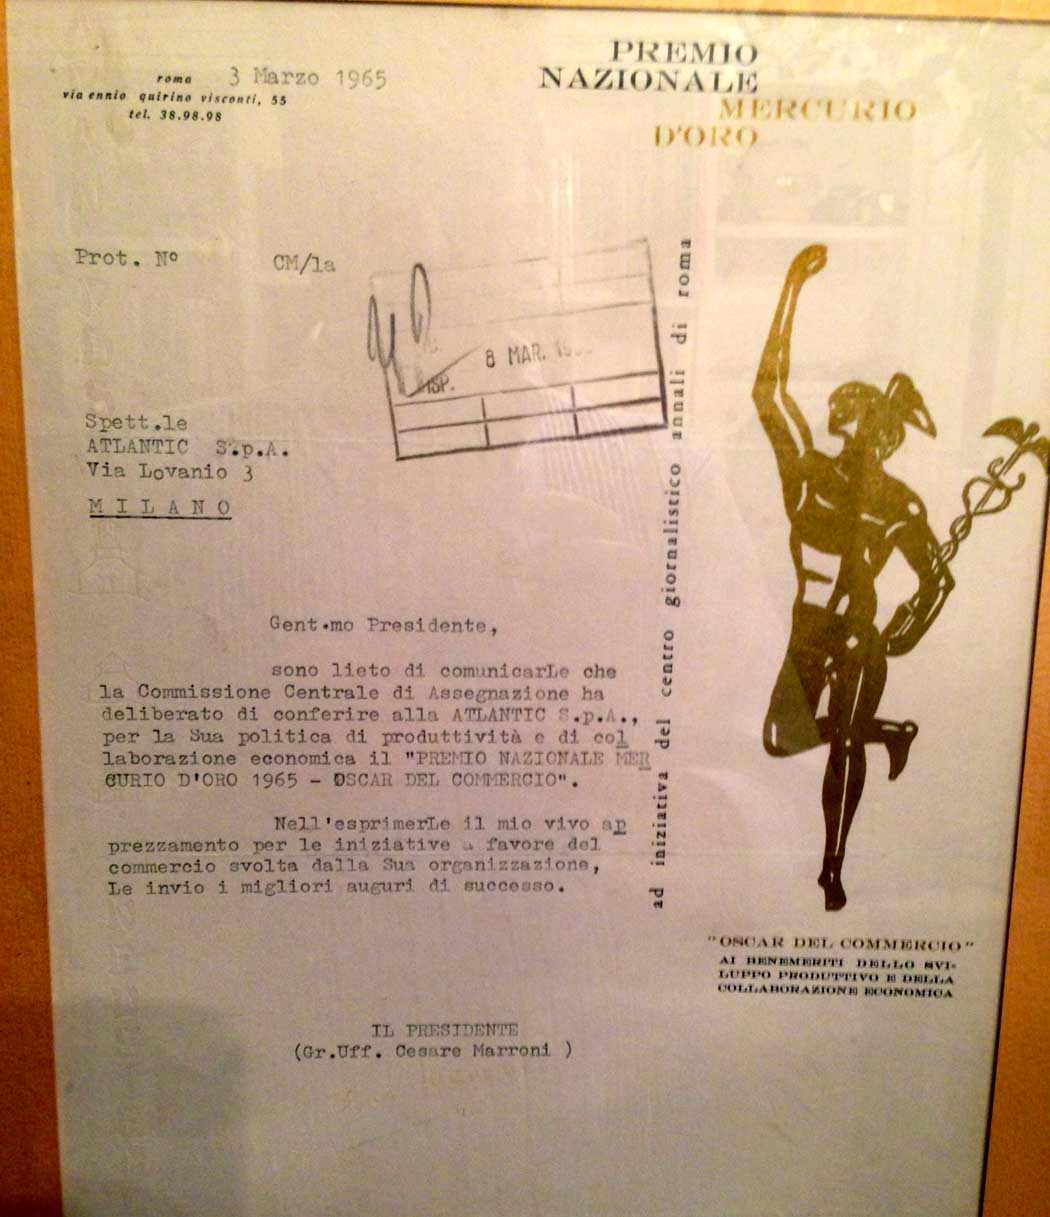 PREMIO
NAZIONALE
MERCURIO
D'ORO
roma 3 Marzo 1965
via ennio quirino visconti, 55
tel. 38.98.98
Prot. Nº CM/la
8 MAR.
ISP.
Spett.le
ATLANTIC S.p.A.
Via Lovanio 3
MILANO
ad iniziativa del centro giornalistico annali di roma
Gent.mo Presidente,
sono lieto di comunicarLe che
la Commissione Centrale di Assegnazione ha
deliberato di conferire alla ATLANTIC S.p.A.,
per la Sua politica di produttività e di col
laborazione economica il "PREMIO NAZIONALE MER
CURIO D'ORO 1965 - OSCAR DEL COMMERCIO".
Nell'esprimerLe il mio vivo ap
prezzamento per le iniziative a favore del
commercio svolta dalla Sua organizzazione,
Le invio i migliori auguri di successo.
"OSCAR DEL COMMERCIO"
AI BENEMERITI DELLO SVI-
LUPPO PRODUTTIVO E DELLA
COLLABORAZIONE ECONOMICA
IL PRESIDENTE
(Gr.Uff. Cesare Marroni )